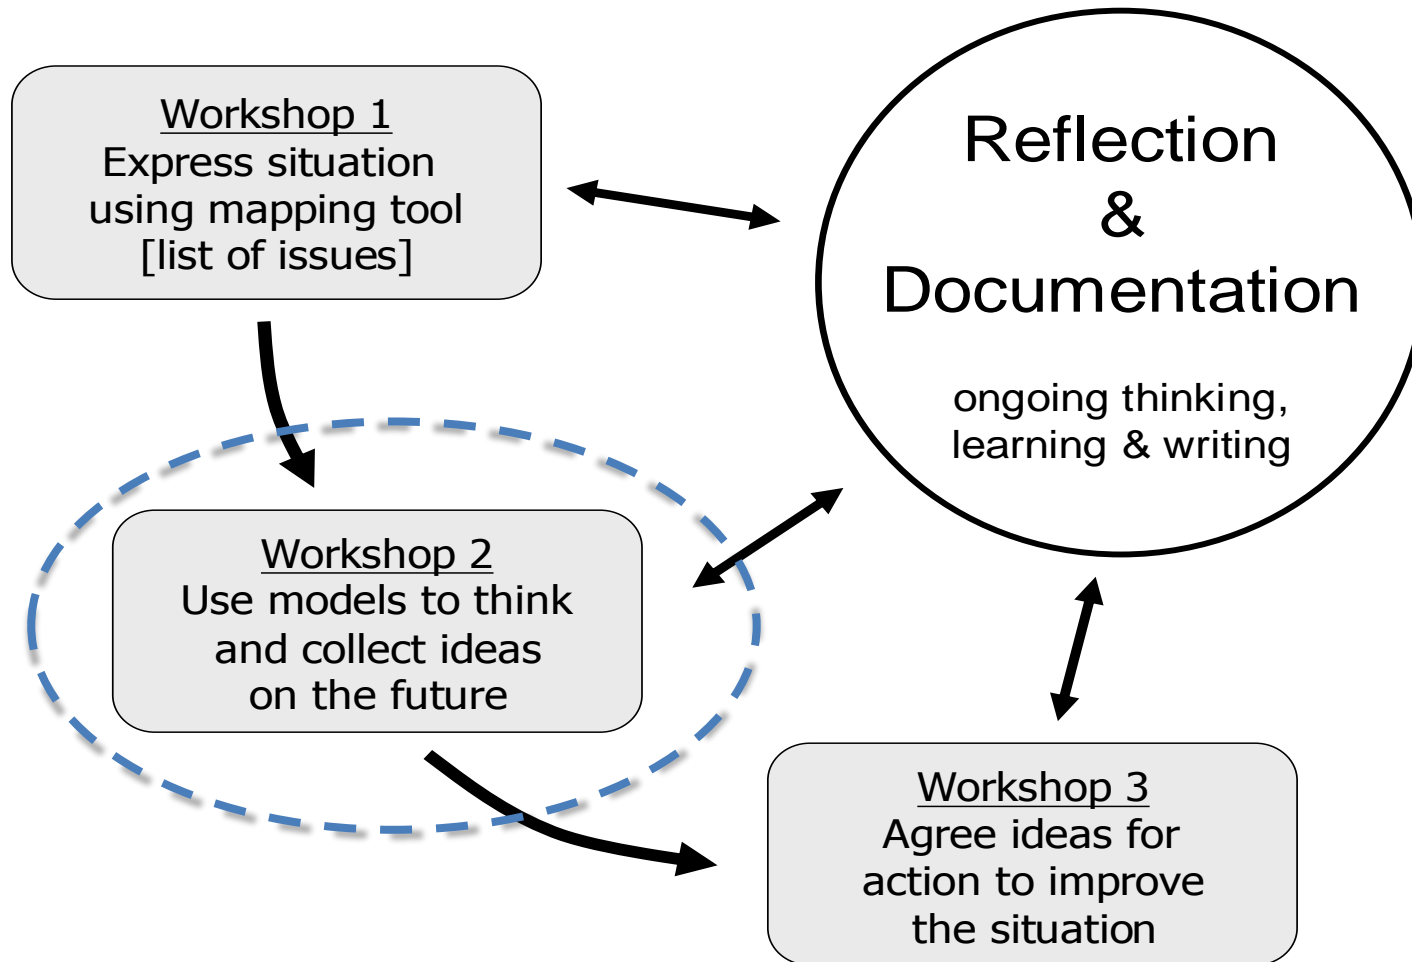 Workshop 1
Express situation
using mapping tool
[list of issues]
Reflection
&
Documentation
ongoing thinking,
learning & writing
Workshop 2
Use models to think
and collect ideas
on the future
Workshop 3
Agree ideas for
action to improve
the situation